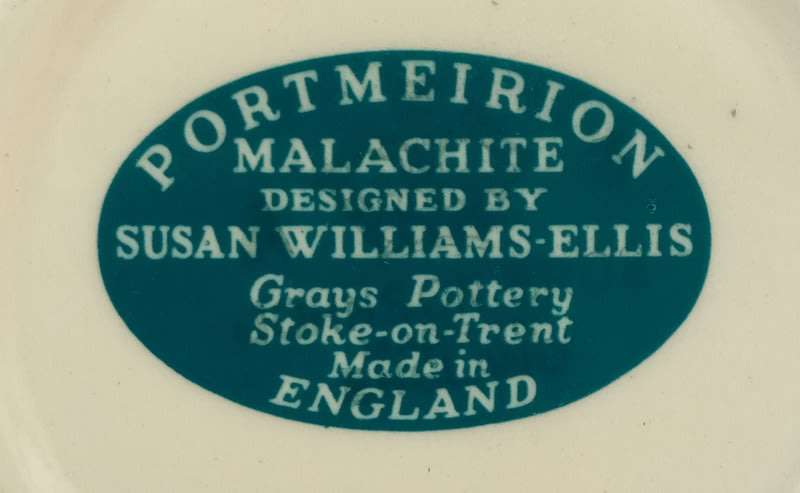 PORTMEIRION
MALACHITE
DESIGNED BY
SUSAN WILLIAMS-ELLIS
Grays Pottery
Stoke-on-Trent
Made in
ENGLAND